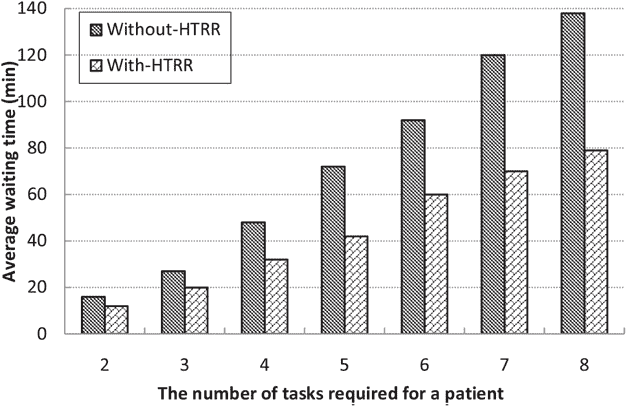 140
120
100
80
60
40
20
0
Average waiting time (min)
Without-HTRR
With-HTRR
2 3 4 5 6 7 8
The number of tasks required for a patient